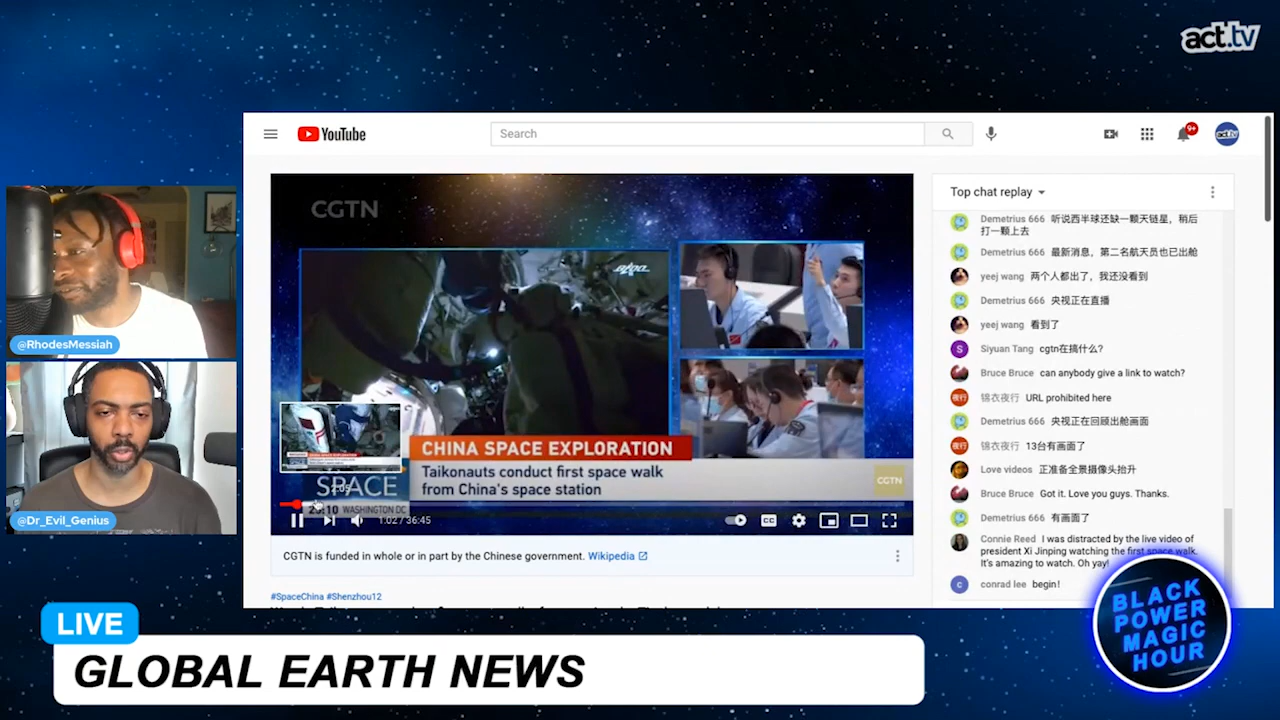 act.tv
YouTube
Search
9+
act.tv
CGTN
Top chat replay
Demetrius 666 听说西半球还缺一颗天链星，稍后
打一颗上去
Demetrius 666 最新消息，第二名航天员也已出舱
yeej wang 两个人都出了，我还没看到
Demetrius 666 央视正在直播
yeej wang 看到了
S
Siyuan Tang cgtn在搞什么?
Bruce Bruce can anybody give a link to watch?
夜行
锦衣夜行 URL prohibited here
Demetrius 666 央视正在回顾出舱画面
夜行
锦衣夜行 13台有画面了
Love videos 正准备全景摄像头抬升
Bruce Bruce Got it. Love you guys. Thanks.
Demetrius 666 有画面了
Connie Reed I was distracted by the live video of
president Xi Jinping watching the first space walk.
It's amazing to watch. Oh yay!
C
conrad lee begin!
@RhodesMessiah
@Dr_Evil_Genius
CHINA SPACE EXPLORATION
Taikonauts conduct first space walk
from China's space station
CGTN
SPACE
2:05
WASHINGTON DC
1:02 / 36:45
CC
CGTN is funded in whole or in part by the Chinese government. Wikipedia
#SpaceChina #Shenzhou12
LIVE
GLOBAL EARTH NEWS
BLACK
POWER
MAGIC
HOUR